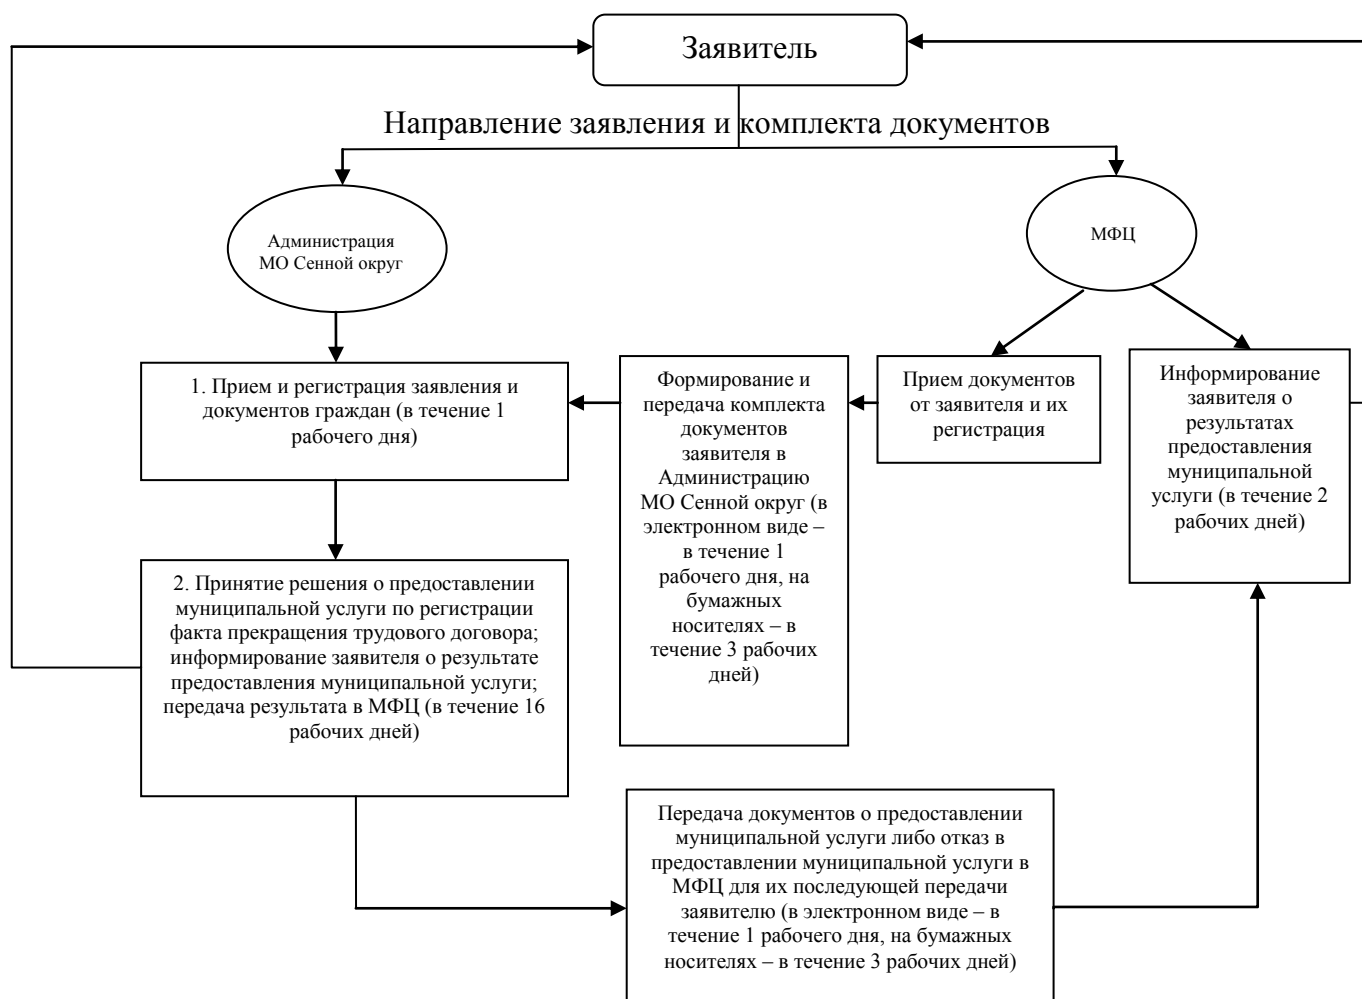 Заявитель
Направление заявления и комплекта документов
Администрация
МО Сенной округ
МФЦ
1. Прием и регистрация заявления и
документов граждан (в течение 1
рабочего дня)
Формирование и
передача комплекта
документов
заявителя в
Администрацию
МО Сенной округ (в
электронном виде –
в течение 1
рабочего дня, на
бумажных
носителях – в
течение 3 рабочих
дней)
Прием документов
от заявителя и их
регистрация
Информирование
заявителя о
результатах
предоставления
муниципальной
услуги (в течение 2
рабочих дней)
2. Принятие решения о предоставлении
муниципальной услуги по регистрации
факта прекращения трудового договора;
информирование заявителя о результате
предоставления муниципальной услуги;
передача результата в МФЦ (в течение 16
рабочих дней)
Передача документов о предоставлении
муниципальной услуги либо отказ в
предоставлении муниципальной услуги в
МФЦ для их последующей передачи
заявителю (в электронном виде – в
течение 1 рабочего дня, на бумажных
носителях – в течение 3 рабочих дней)